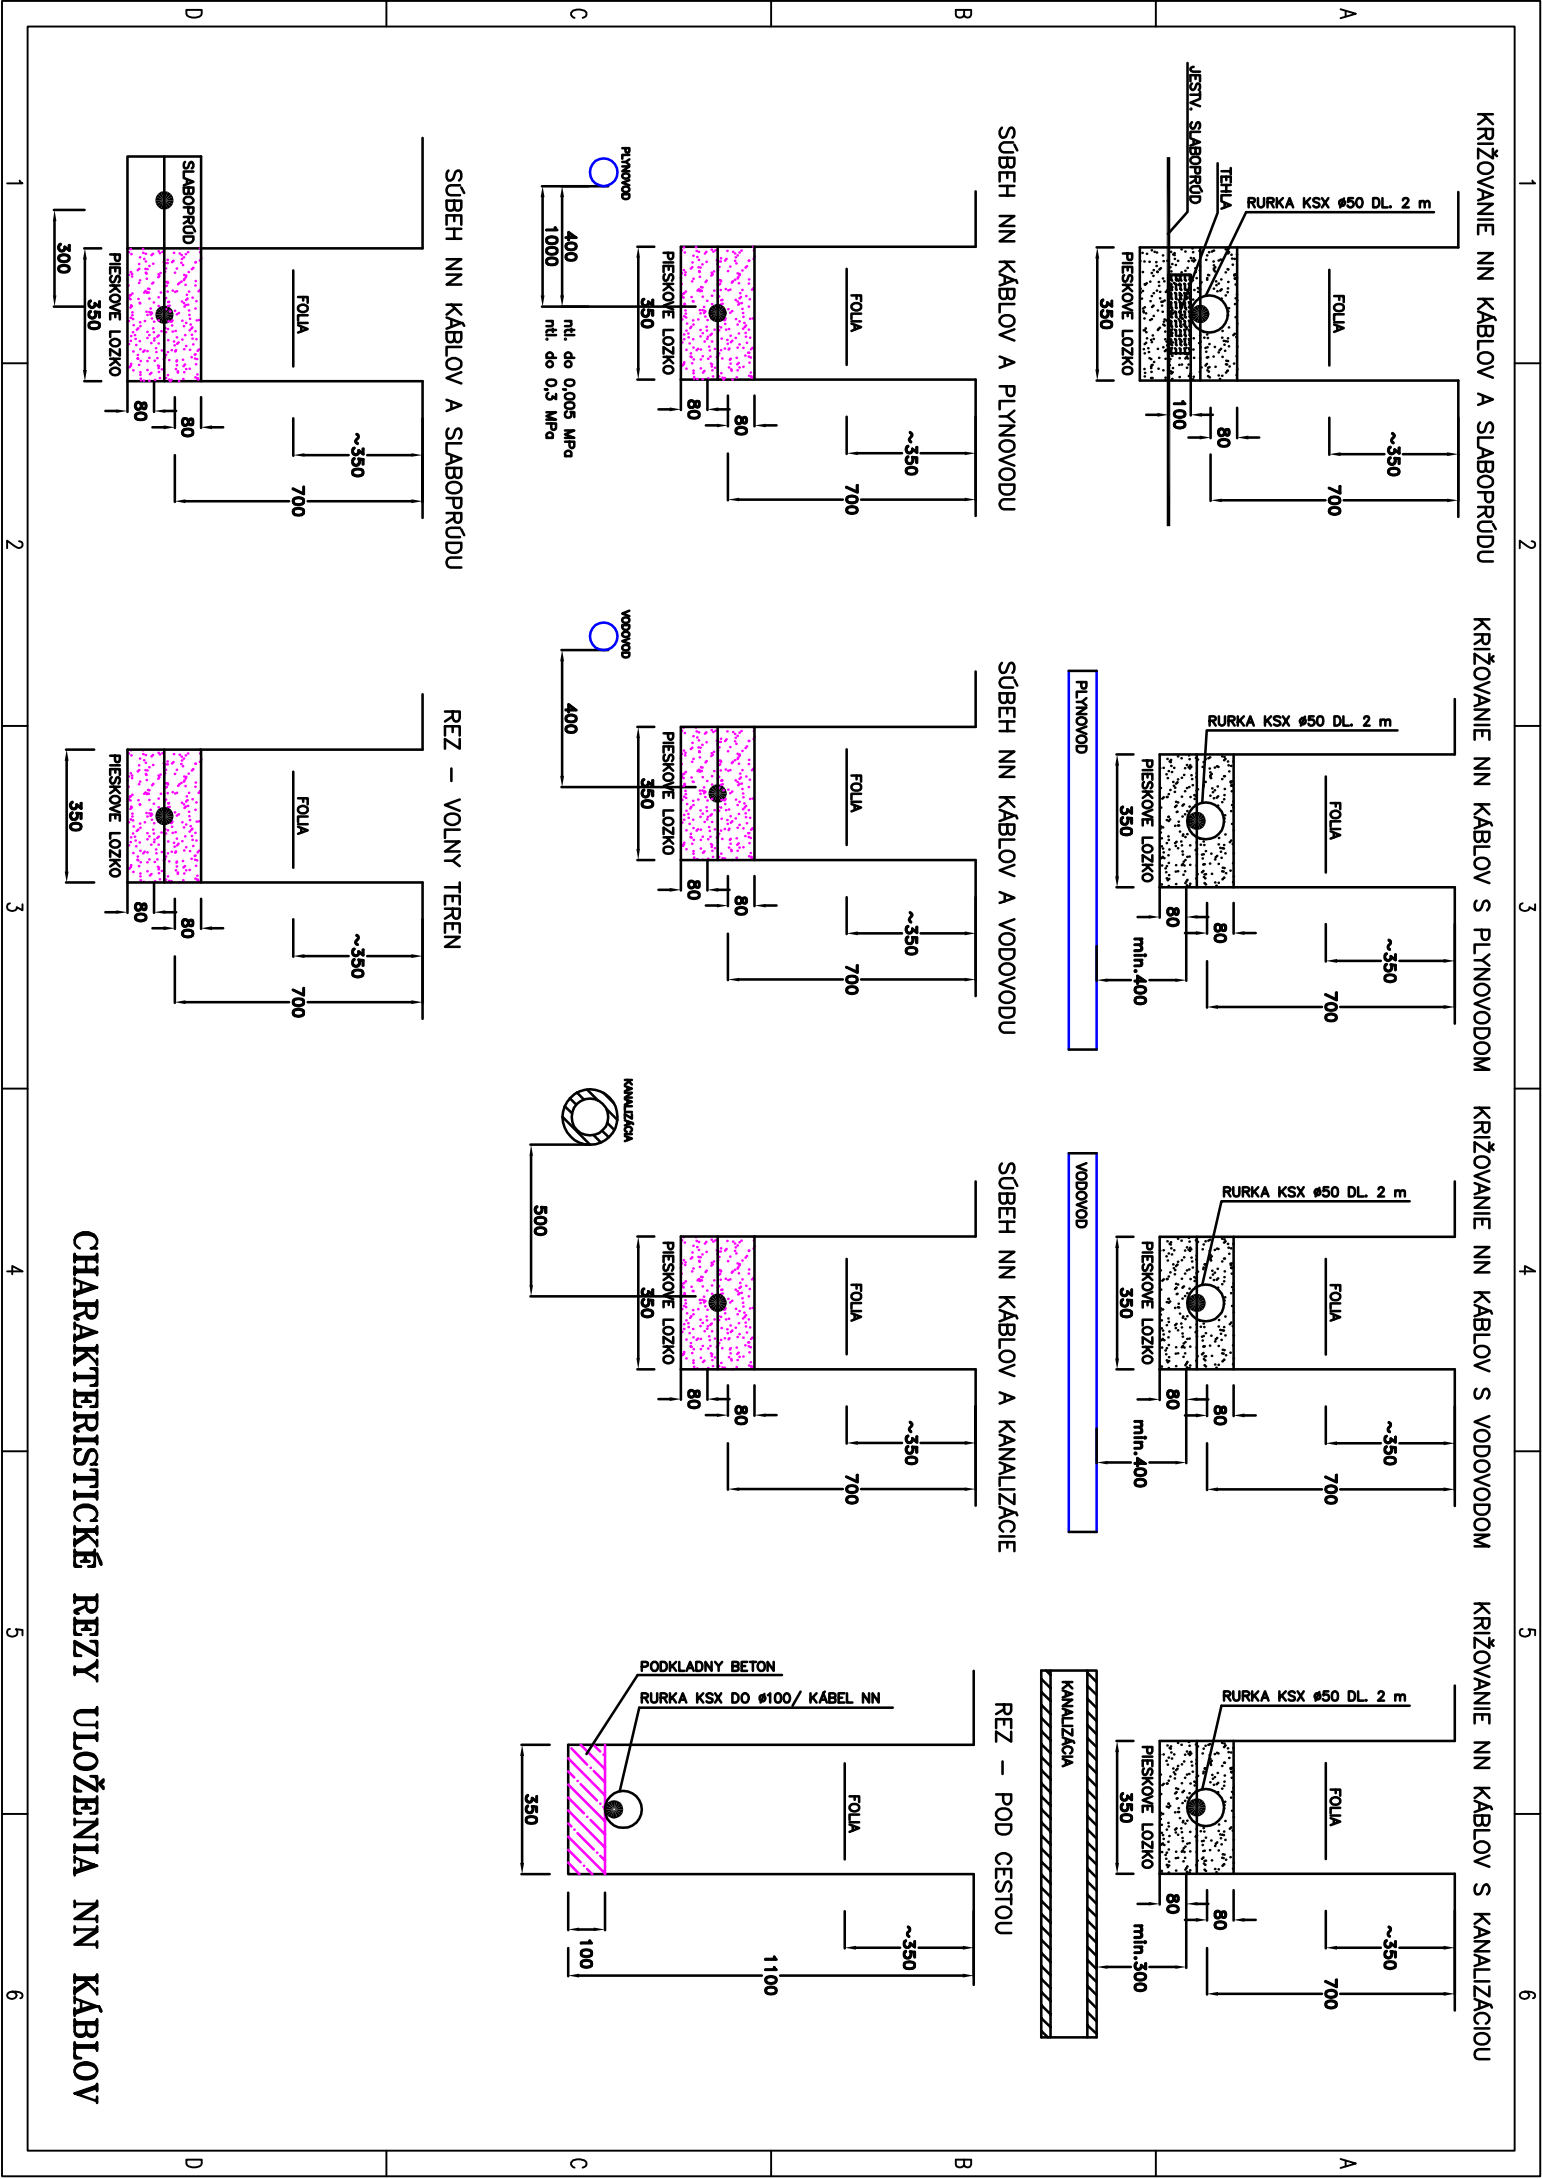 1
2
3
4
5
6
A
B
C
D
A
B
C
D
1
2
3
4
5
6
KRIŽOVANIE NN KÁBLOV A SLABOPRÚDU
RURKA KSX ø50 DL. 2 m
TEHLA
JESTV. SLABOPRÚD
FOLIA
~350
700
80
100
PIESKOVE LOZKO
350
KRIŽOVANIE NN KÁBLOV S PLYNOVODOM
RURKA KSX ø50 DL. 2 m
FOLIA
~350
700
80
80
min.400
PIESKOVE LOZKO
350
PLYNOVOD
KRIŽOVANIE NN KÁBLOV S VODOVODOM
RURKA KSX ø50 DL. 2 m
FOLIA
~350
700
80
80
min.400
PIESKOVE LOZKO
350
VODOVOD
KRIŽOVANIE NN KÁBLOV S KANALIZÁCIOU
RURKA KSX ø50 DL. 2 m
FOLIA
~350
700
80
80
min.300
PIESKOVE LOZKO
350
KANALIZÁCIA
SÚBEH NN KÁBLOV A PLYNOVODU
FOLIA
~350
700
80
80
PIESKOVE LOZKO
350
PLYNOVOD
400
1000
ntl. do 0,005 MPa
ntl. do 0,3 MPa
SÚBEH NN KÁBLOV A VODOVODU
FOLIA
~350
700
80
80
PIESKOVE LOZKO
350
VODOVOD
400
SÚBEH NN KÁBLOV A KANALIZÁCIE
FOLIA
~350
700
80
80
PIESKOVE LOZKO
350
KANALIZÁCIA
500
REZ – POD CESTOU
FOLIA
~350
1100
100
PODKLADNY BETON
RURKA KSX DO ø100/ KÁBEL NN
350
SÚBEH NN KÁBLOV A SLABOPRÚDU
FOLIA
~350
700
80
80
SLABOPRÚD
PIESKOVE LOZKO
350
300
REZ – VOLNY TEREN
FOLIA
~350
700
80
80
PIESKOVE LOZKO
350
CHARAKTERISTICKÉ REZY ULOŽENIA NN KÁBLOV